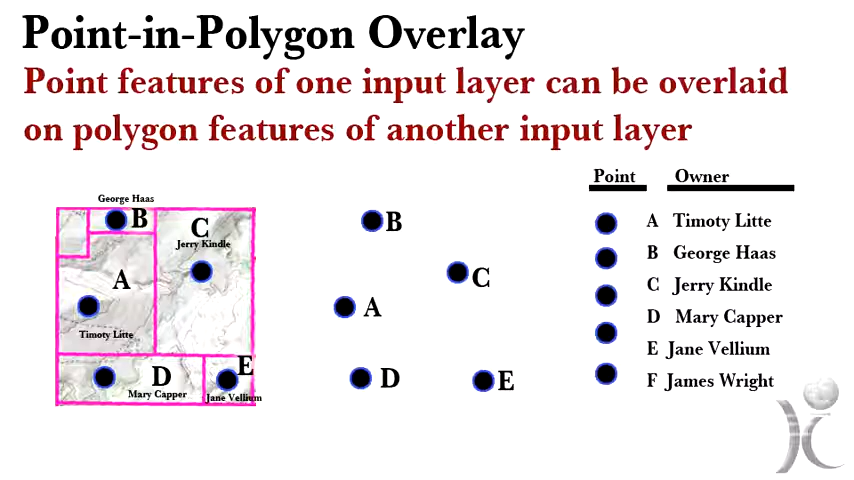 Point-in-Polygon Overlay
Point features of one input layer can be overlaid
on polygon features of another input layer
Point Owner
George Haas
B
C
Jerry Kindle
A
Timoty Litte
D
Mary Capper
E
Jane Vellium
B
C
A
D
E
A Timoty Litte
B George Haas
C Jerry Kindle
D Mary Capper
E Jane Vellium
F James Wright